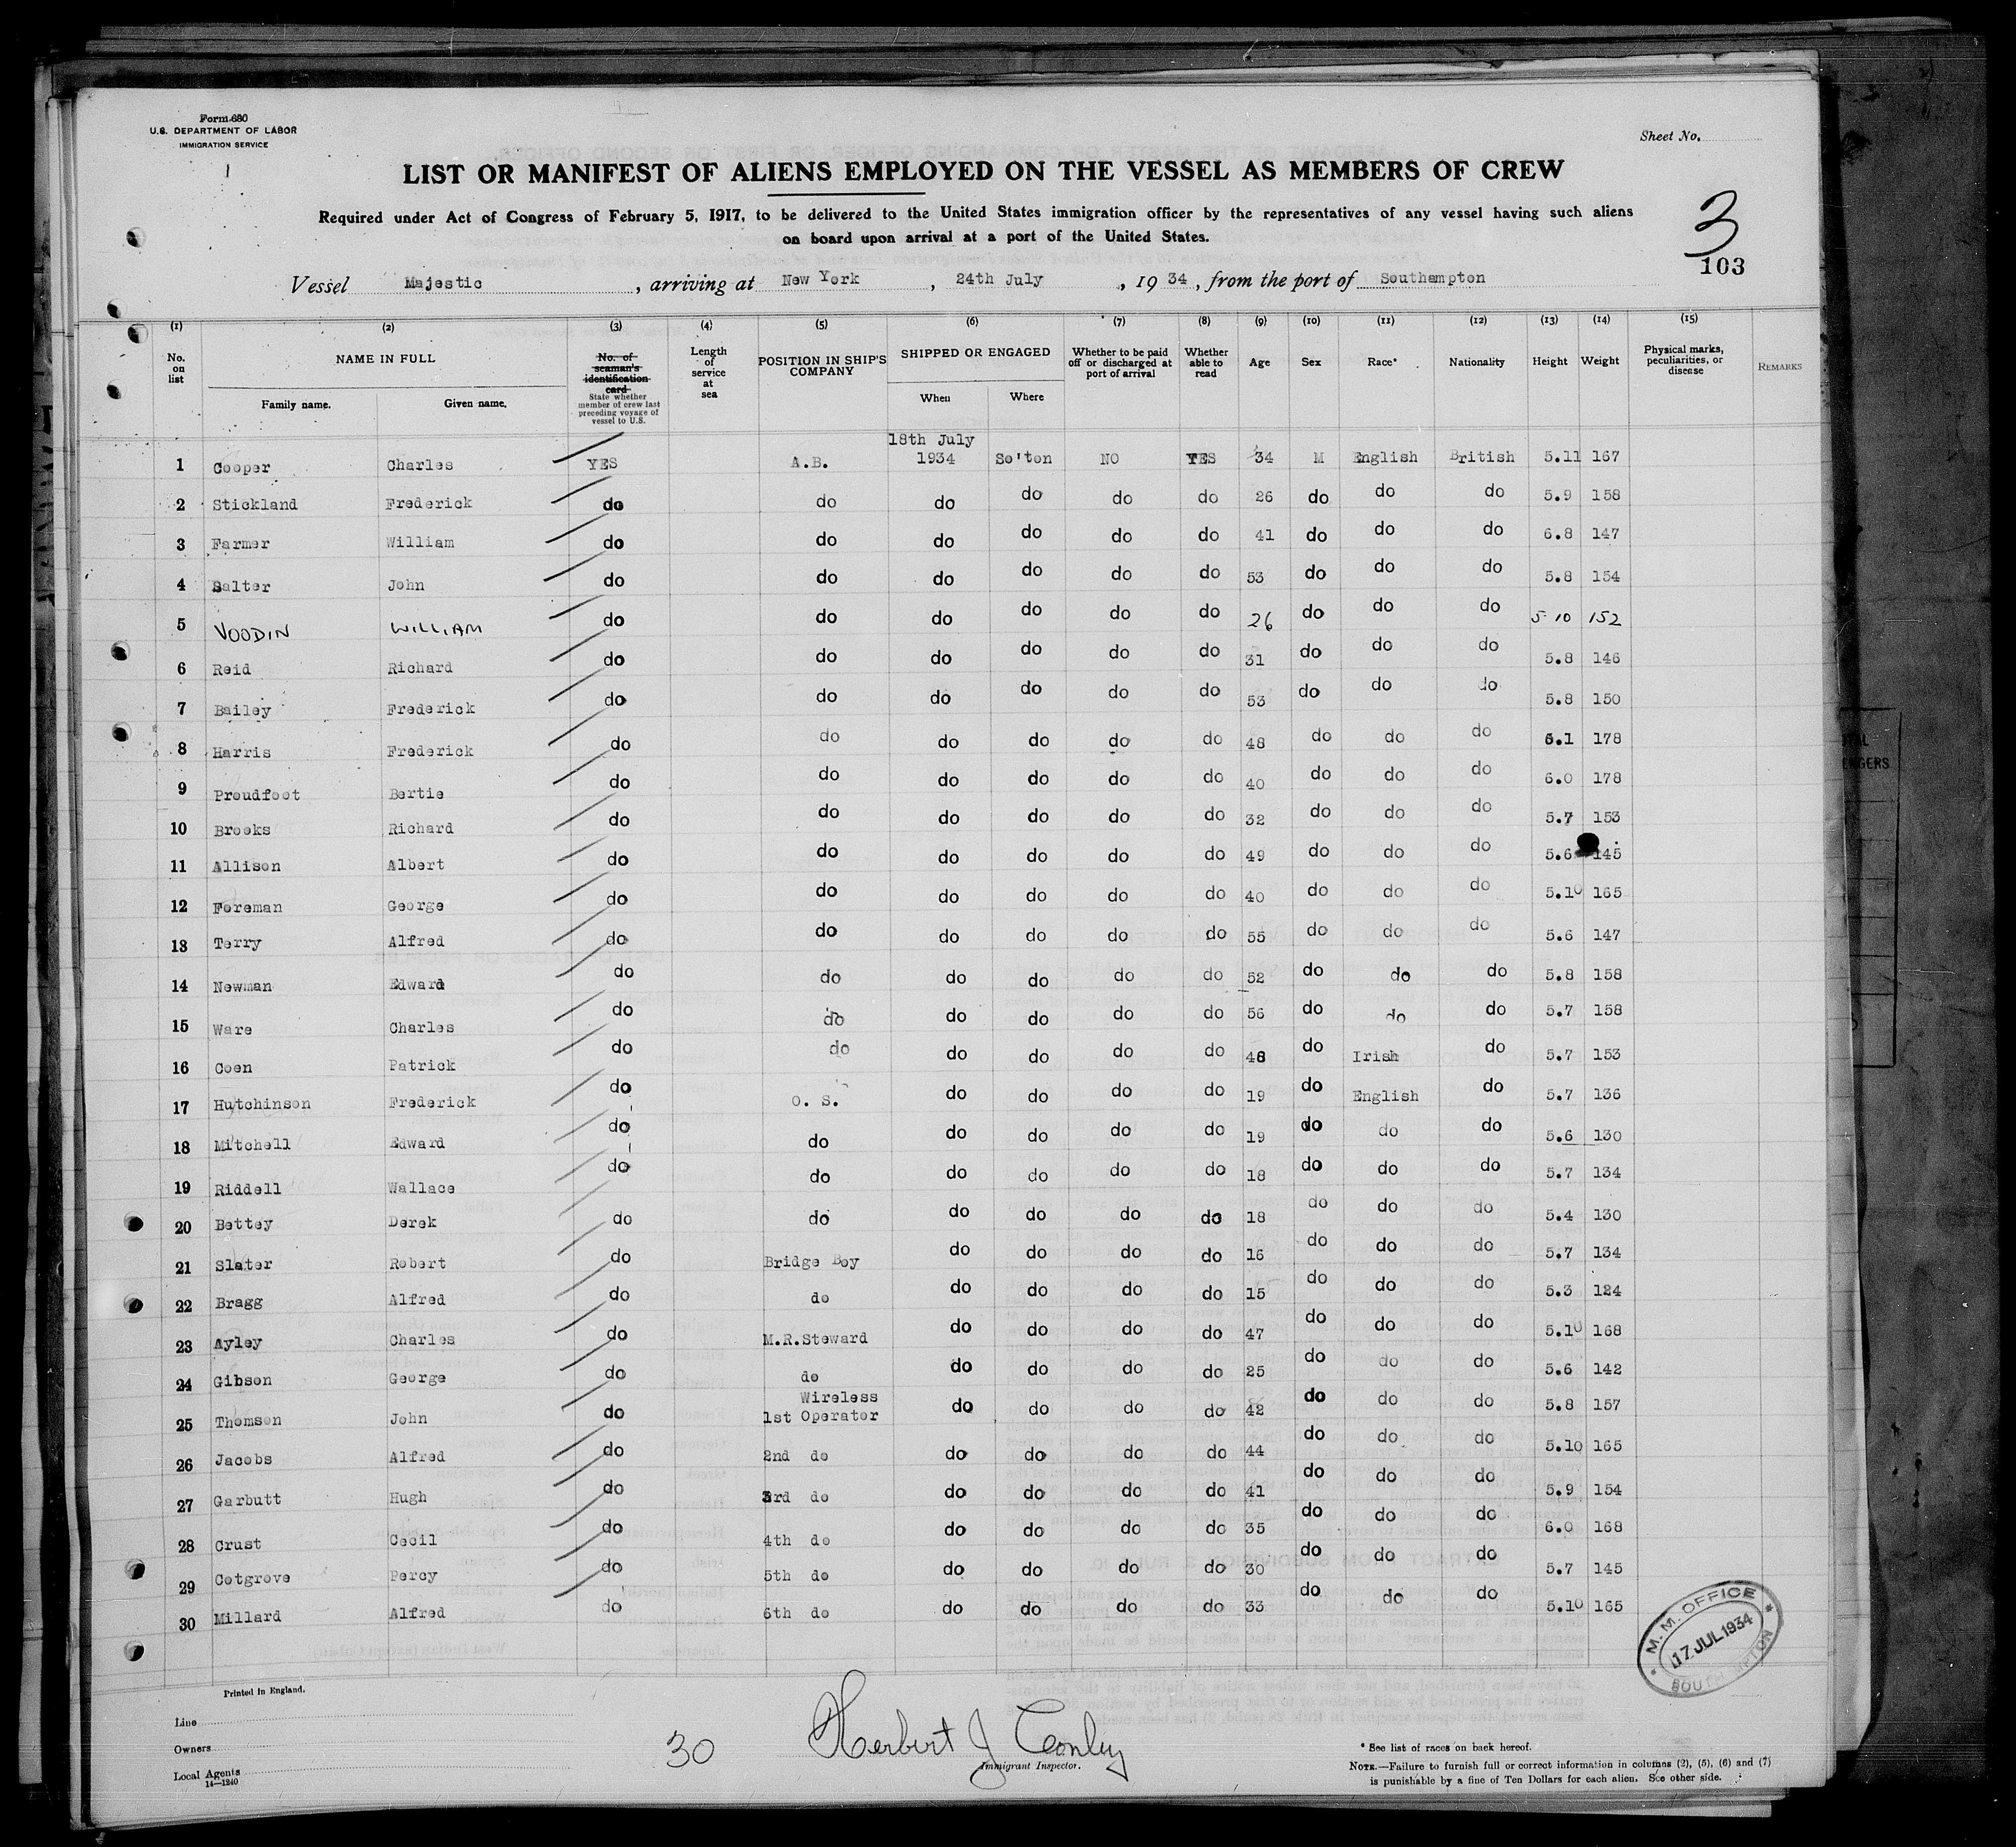 Form 680
U.S. DEPARTMENT OF LABOR
IMMIGRATION SERVICE
Sheet No.
LIST OR MANIFEST OF ALIENS EMPLOYED ON THE VESSEL AS MEMBERS OF CREW
Required under Act of Congress of February 5, 1917, to be delivered to the United States immigration officer by the representatives of any vessel having such aliens
on board upon arrival at a port of the United States.
3
103
Vessel Majestic, arriving at New York, 24th July, 1934, from the port of Southampton
(1) (2) (3) (4) (5) (6) (7) (8) (9) (10) (11) (12) (13) (14) (15)
No. on list
NAME IN FULL
Family name. Given name.
No. of seaman's identification card
State whether member of crew last preceding voyage of vessel to U.S.
Length of service at sea
POSITION IN SHIP'S COMPANY
SHIPPED OR ENGAGED
When Where
Whether to be paid off or discharged at port of arrival
Whether able to read
Age Sex Race* Nationality Height Weight
Physical marks, peculiarities, or disease
REMARKS
18th July
1 Cooper Charles YES A.B. 1934 So'ton NO YES 34 M English British 5.11 167
2 Stickland Frederick do do do do do do 26 do do do 5.9 158
3 Farmer William do do do do do do 41 do do do 6.8 147
4 Salter John do do do do do do 53 do do do 5.8 154
5 VOODIN WILLIAM do do do do do do 26 do do do 5-10 152
6 Reid Richard do do do do do do 31 do do do 5.8 146
7 Bailey Frederick do do do do do do 53 do do do 5.8 150
8 Harris Frederick do do do do do do 48 do do do 6.1 178
9 Proudfoot Bertie do do do do do do 40 do do do 6.0 178
10 Brooks Richard do do do do do do 32 do do do 5.7 153
11 Allison Albert do do do do do do 49 do do do 5.6 145
12 Foreman George do do do do do do 40 do do do 5.10 165
13 Terry Alfred do do do do do do 55 do do do 5.6 147
14 Newman Edward do do do do do do 52 do do do 5.8 158
15 Ware Charles do do do do do do 56 do do do 5.7 158
16 Coen Patrick do do do do do do 48 do Irish do 5.7 153
17 Hutchinson Frederick do O. S. do do do do 19 do English do 5.7 136
18 Mitchell Edward do do do do do do 19 do do do 5.6 130
19 Riddell Wallace do do do do do do 18 do do do 5.7 134
20 Bettey Derek do do do do do do 18 do do do 5.4 130
21 Slater Robert do Bridge Boy do do do do 16 do do do 5.7 134
22 Bragg Alfred do do do do do do 15 do do do 5.3 124
23 Ayley Charles do M.R.Steward do do do do 47 do do do 5.10 168
24 Gibson George do do do do do do 25 do do do 5.6 142
Wireless
25 Thomson John do 1st Operator do do do do 42 do do do 5.8 157
26 Jacobs Alfred do 2nd do do do do do 44 do do do 5.10 165
27 Garbutt Hugh do 3rd do do do do do 41 do do do 5.9 154
28 Crust Cecil do 4th do do do do do 35 do do do 6.0 168
29 Cotgrove Percy do 5th do do do do do 30 do do do 5.7 145
30 Millard Alfred do 6th do do do do do 33 do do do 5.10 165
M. M. OFFICE
17 JUL 1934
SOUTHAMPTON
Printed in England.
Line
Owners
Local Agents
14—1240
30
Herbert J Conley
Immigrant Inspector.
* See list of races on back hereof.
NOTE.—Failure to furnish full or correct information in columns (2), (5), (6) and (7)
is punishable by a fine of Ten Dollars for each alien. See other side.